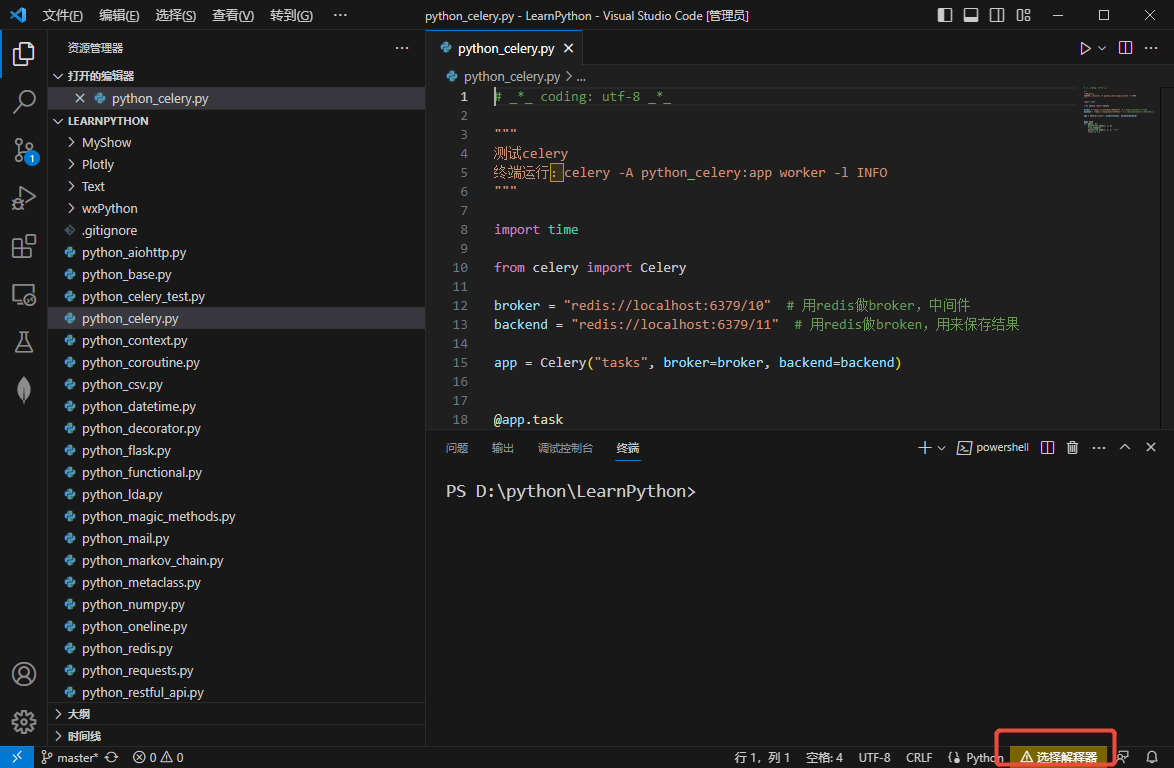 文件(F) 编辑(E) 选择(S) 查看(V) 转到(G) ··· python_celery.py - LearnPython - Visual Studio Code [管理员]
资源管理器 ···
打开的编辑器
python_celery.py
LEARNPYTHON
MyShow
Plotly
Text
wxPython
.gitignore
python_aiohttp.py
python_base.py
python_celery_test.py
python_celery.py
python_context.py
python_coroutine.py
python_csv.py
python_datetime.py
python_decorator.py
python_flask.py
python_functional.py
python_lda.py
python_magic_methods.py
python_mail.py
python_markov_chain.py
python_metaclass.py
python_numpy.py
python_oneline.py
python_redis.py
python_requests.py
python_restful_api.py
大纲
时间线
1
python_celery.py
python_celery.py > ...
1 # _*_ coding: utf-8 _*_
2
3 """
4 测试celery
5 终端运行：celery -A python_celery:app worker -l INFO
6 """
7
8 import time
9
10 from celery import Celery
11
12 broker = "redis://localhost:6379/10"  # 用redis做broker，中间件
13 backend = "redis://localhost:6379/11"  # 用redis做broken，用来保存结果
14
15 app = Celery("tasks", broker=broker, backend=backend)
16
17
18 @app.task
问题 输出 调试控制台 终端 powershell
PS D:\python\LearnPython>
master* 0 0 行 1，列 1 空格: 4 UTF-8 CRLF Python 选择解释器